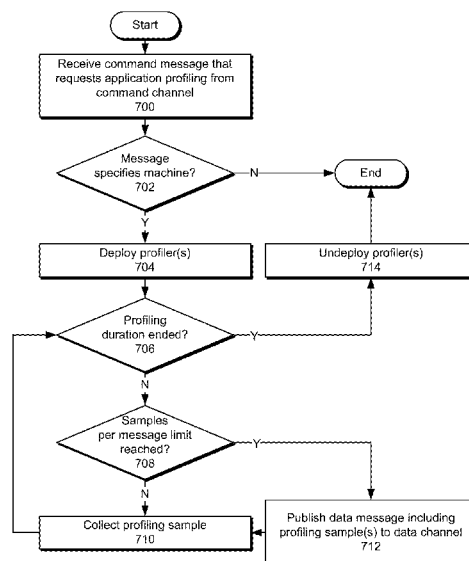 Start
Receive command message that
requests application profiling from
command channel
700
Message
specifies machine?
702
N
End
Y
Deploy profiler(s)
704
Undeploy profiler(s)
714
Profiling
duration ended?
706
Y
N
Samples
per message limit
reached?
708
Y
N
Collect profiling sample
710
Publish data message including
profiling sample(s) to data channel
712